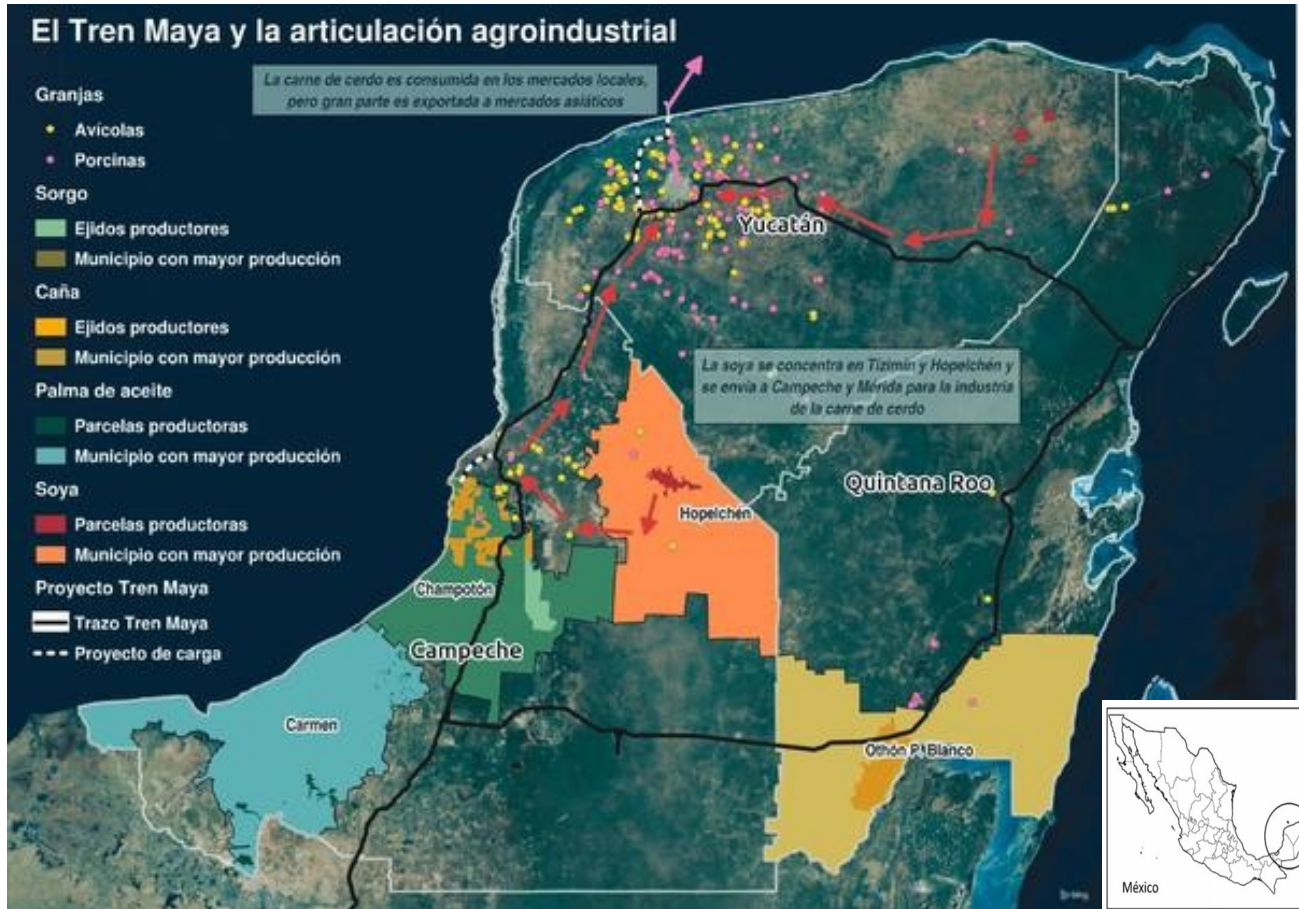 El Tren Maya y la articulación agroindustrial
La carne de cerdo es consumida en los mercados locales,
pero gran parte es exportada a mercados asiáticos
Granjas
Avícolas
Porcinas
Sorgo
Ejidos productores
Municipio con mayor producción
Caña
Ejidos productores
Municipio con mayor producción
Palma de aceite
Parcelas productoras
Municipio con mayor producción
Soya
Parcelas productoras
Municipio con mayor producción
Proyecto Tren Maya
Trazo Tren Maya
Proyecto de carga
Yucatán
La soya se concentra en Tizimín y Hopelchén y
se envía a Campeche y Mérida para la industria
de la carne de cerdo
Quintana Roo
Hopelchén
Champotón
Campeche
Carmen
Othón P. Blanco
México